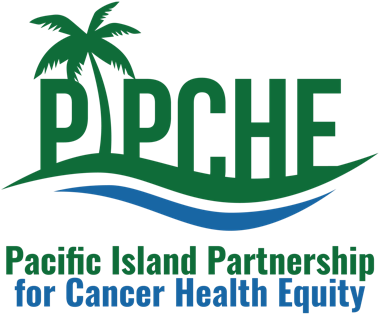 PIPCHE
Pacific Island Partnership
for Cancer Health Equity